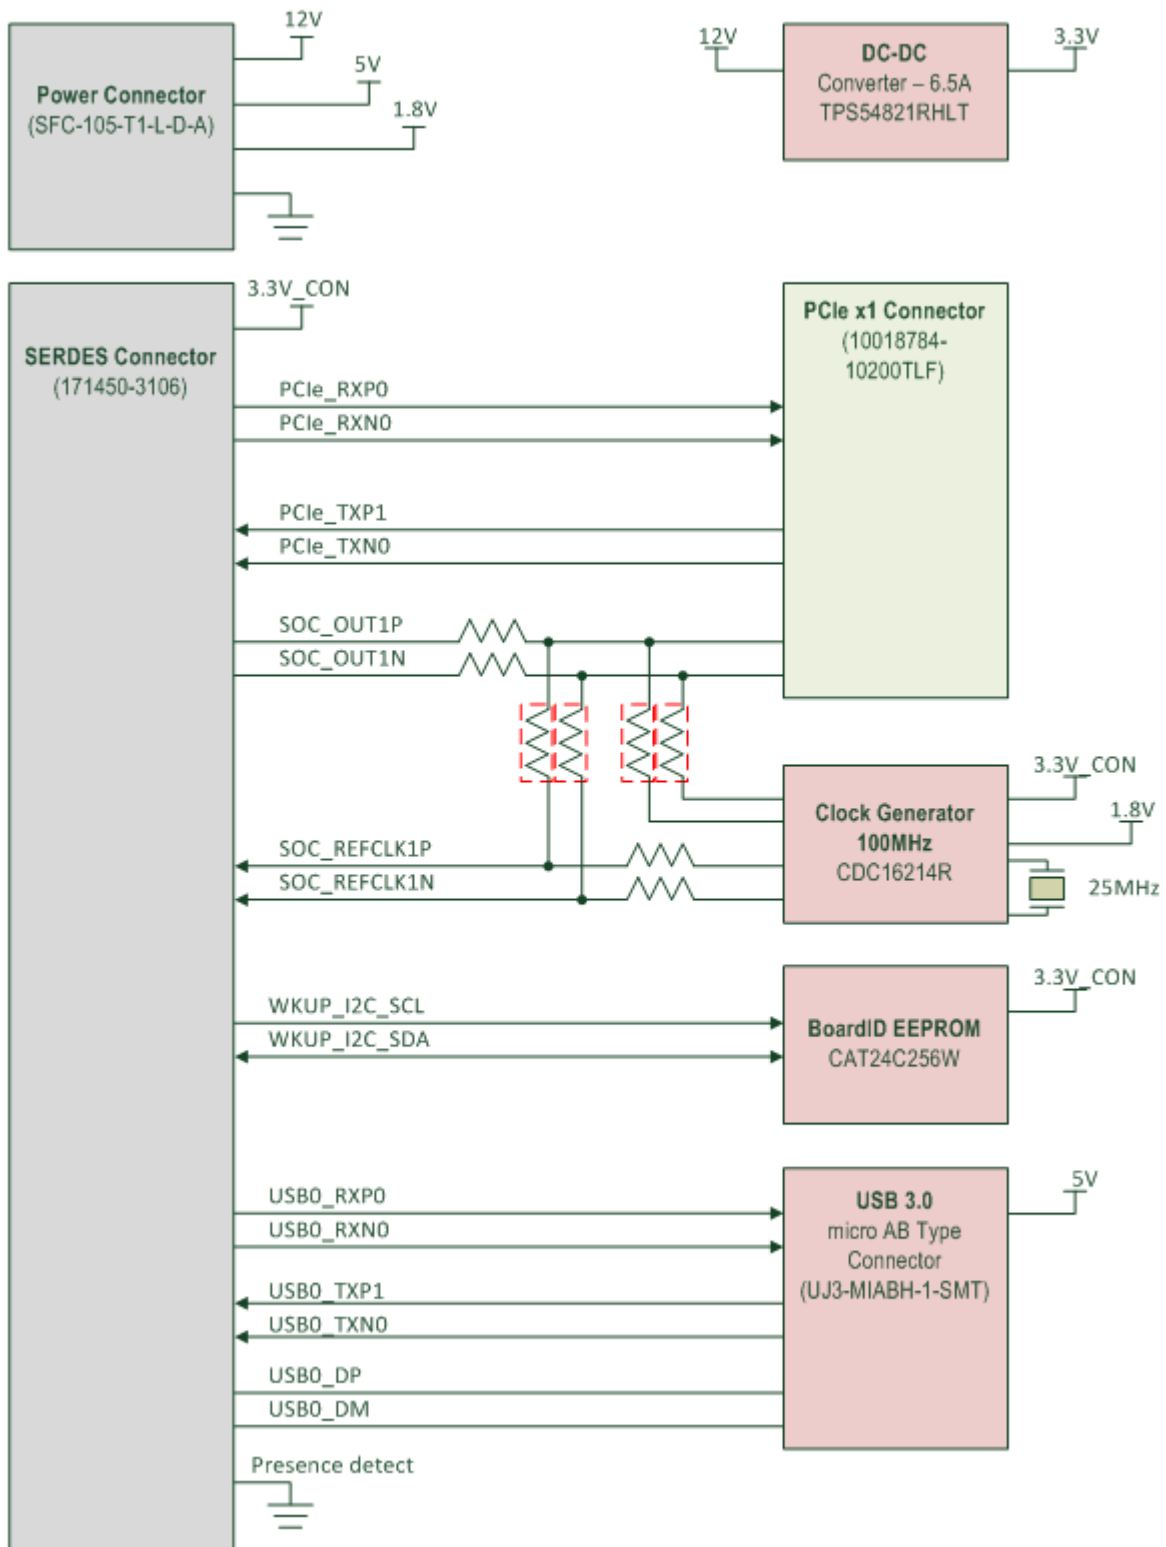 12V
5V
1.8V
Power Connector
(SFC-105-T1-L-D-A)
12V
DC-DC
Converter – 6.5A
TPS54821RHLT
3.3V
3.3V_CON
SERDES Connector
(171450-3106)
PCIe x1 Connector
(10018784-
10200TLF)
PCIe_RXP0
PCIe_RXN0
PCIe_TXP1
PCIe_TXN0
SOC_OUT1P
SOC_OUT1N
SOC_REFCLK1P
SOC_REFCLK1N
Clock Generator
100MHz
CDC16214R
3.3V_CON
1.8V
25MHz
WKUP_I2C_SCL
WKUP_I2C_SDA
BoardID EEPROM
CAT24C256W
3.3V_CON
USB0_RXP0
USB0_RXN0
USB0_TXP1
USB0_TXN0
USB0_DP
USB0_DM
USB 3.0
micro AB Type
Connector
(UJ3-MIABH-1-SMT)
5V
Presence detect